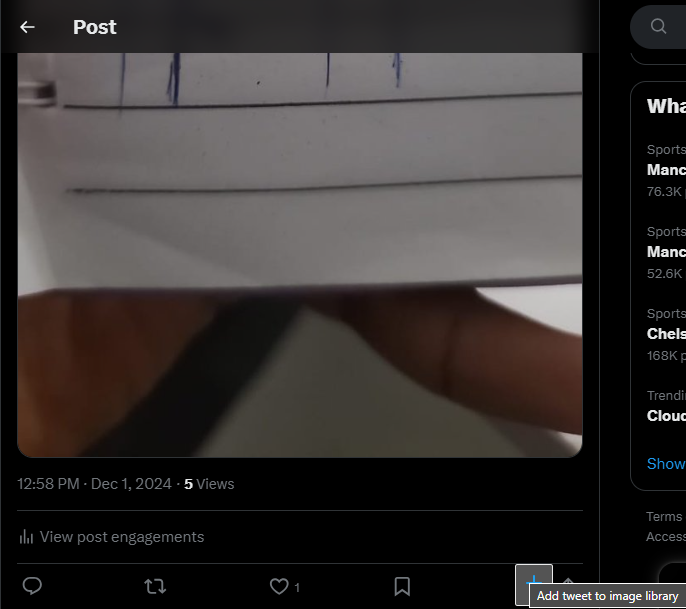 Post
Wha
Sports
Manc
76.3K
Sports
Manc
52.6K
Sports
Chels
168K p
Trendi
Cloud
Show
12:58 PM · Dec 1, 2024 · 5 Views
Terms
Access
View post engagements
1
Add tweet to image library